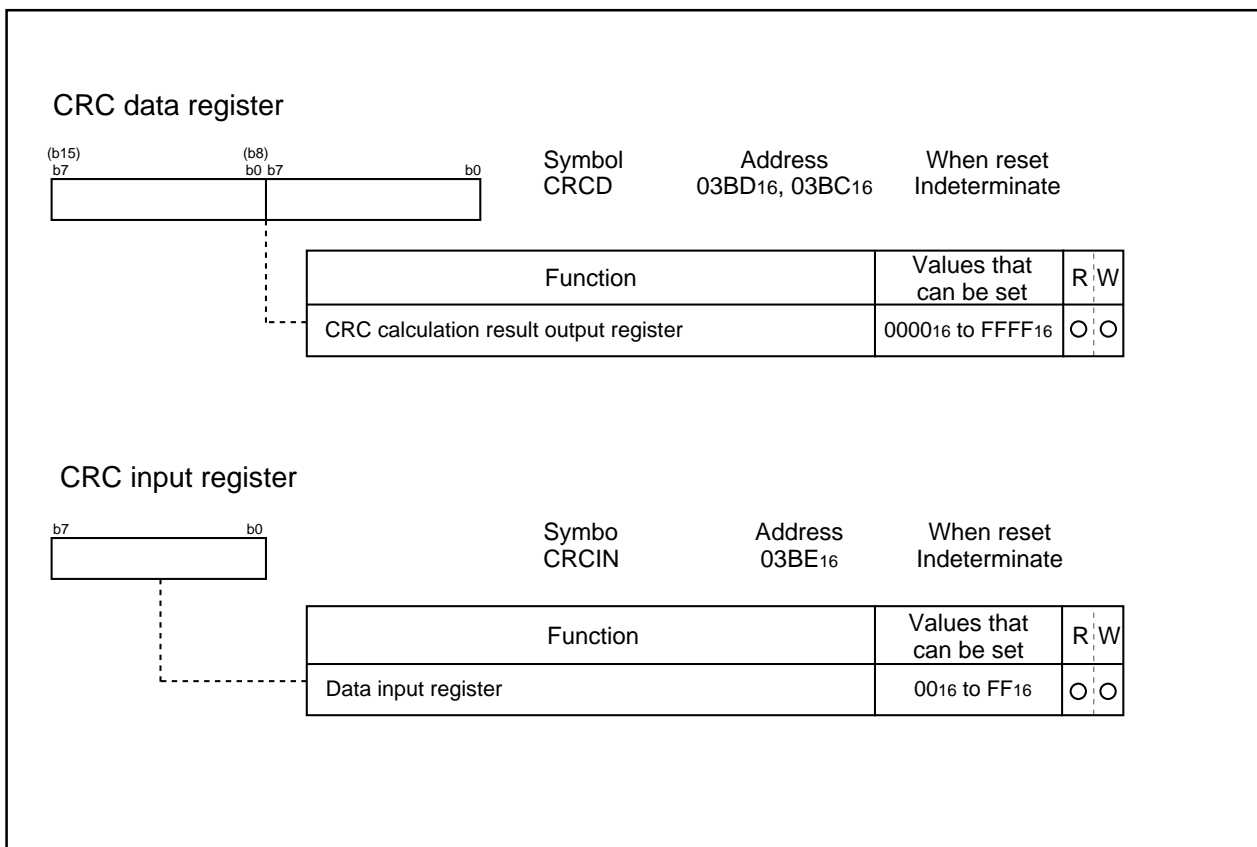 CRC data register
(b15) (b8)
b7 b0 b7 b0
Symbol Address When reset
CRCD 03BD16, 03BC16 Indeterminate
Function Values that can be set R W
CRC calculation result output register 000016 to FFFF16 O O
CRC input register
b7 b0
Symbo Address When reset
CRCIN 03BE16 Indeterminate
Function Values that can be set R W
Data input register 0016 to FF16 O O